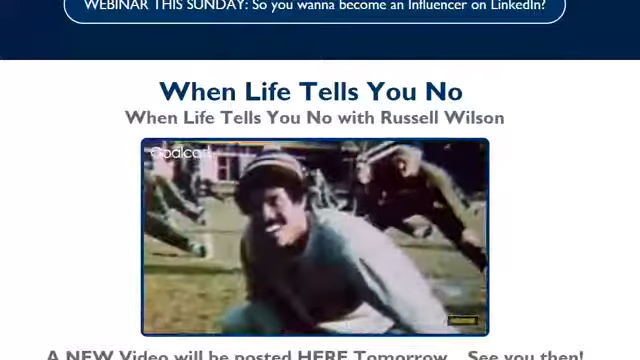 WEBINAR THIS SUNDAY: So you wanna become an Influencer on LinkedIn?
When Life Tells You No
When Life Tells You No with Russell Wilson
Goalcast
A NEW Video will be posted HERE Tomorrow... See you then!